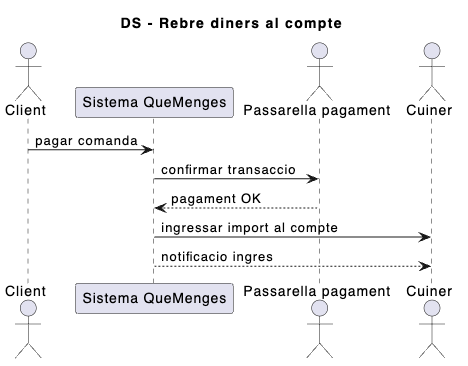 DS - Rebre diners al compte
Client
Sistema QueMenges
Passarella pagament
Cuiner
pagar comanda
confirmar transaccio
pagament OK
ingressar import al compte
notificacio ingres
Client
Sistema QueMenges
Passarella pagament
Cuiner